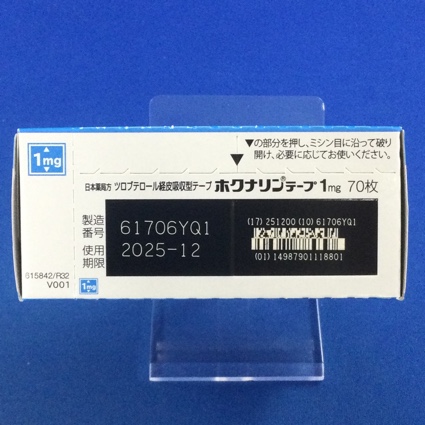 1mg
▼の部分を押し、ミシン目に沿って破り
開け、必要に応じてお使いください。
日本薬局方 ツロブテロール経皮吸収型テープ ホクナリン®テープ1mg 70枚
製造
番号 61706YQ1
使用
期限 2025-12
(17) 251200 (10) 61706YQ1
(01) 14987901118801
615842/R32
V001
1mg